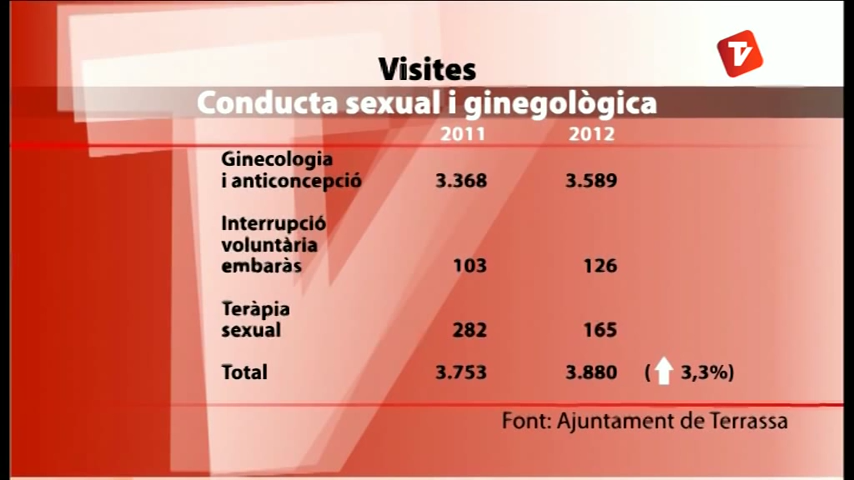 Visites
TV
Conducta sexual i ginegològica
2011 2012
Ginecologia
i anticoncepció 3.368 3.589
Interrupció
voluntària
embaràs 103 126
Teràpia
sexual 282 165
Total 3.753 3.880 (⬆ 3,3%)
Font: Ajuntament de Terrassa